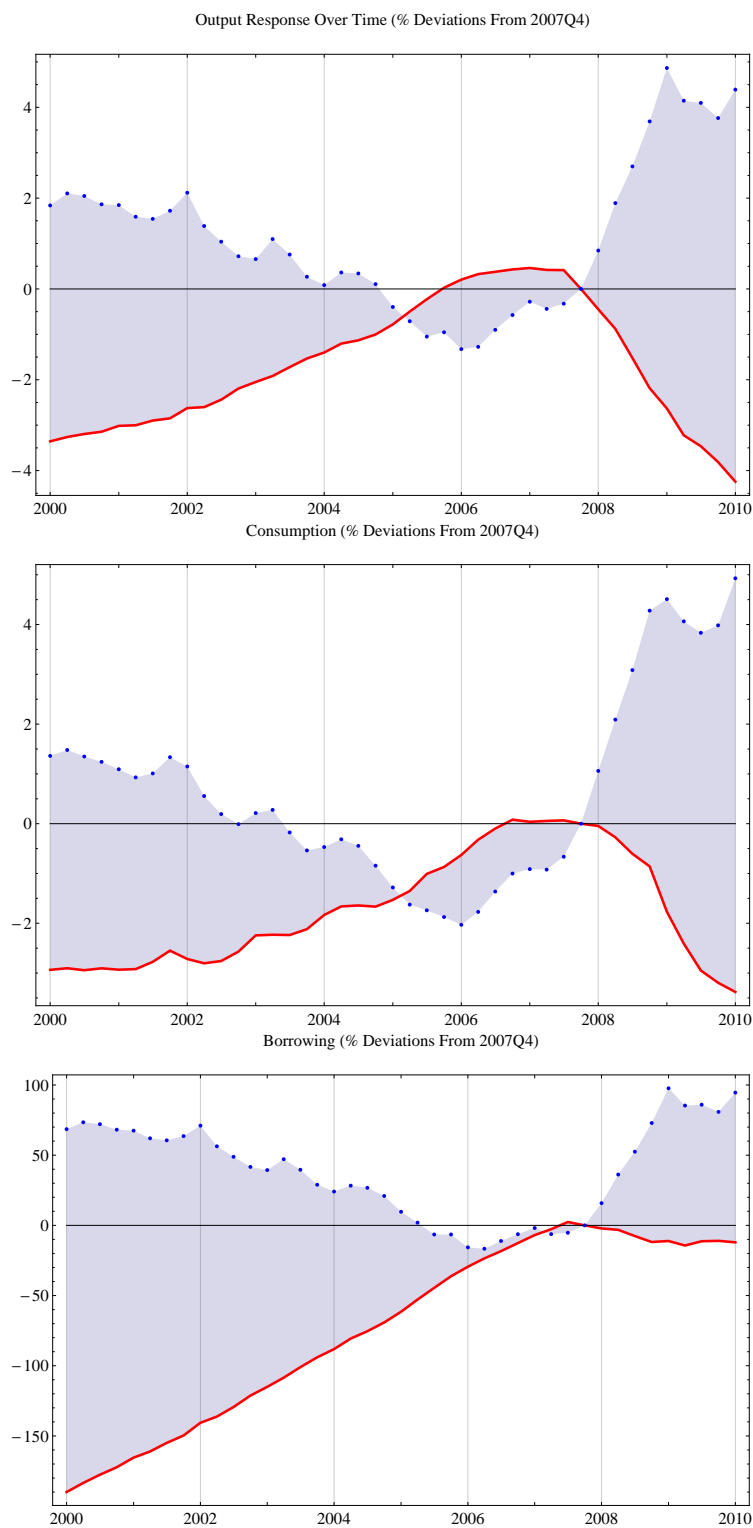 Output Response Over Time (% Deviations From 2007Q4)
4
2
0
−2
−4
2000 2002 2004 2006 2008 2010
Consumption (% Deviations From 2007Q4)
4
2
0
−2
2000 2002 2004 2006 2008 2010
Borrowing (% Deviations From 2007Q4)
100
50
0
−50
−100
−150
2000 2002 2004 2006 2008 2010